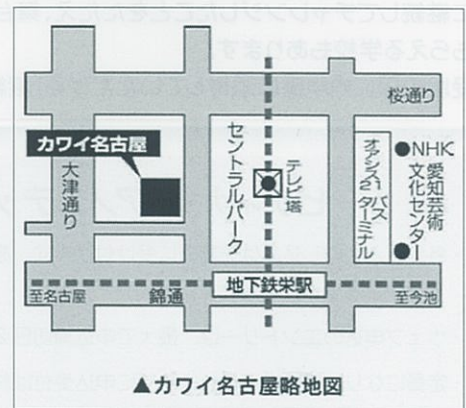 桜通り
カワイ名古屋
大津通り
セントラルパーク
テレビ塔
オアシス21
バスターミナル
NHK
愛知芸術
文化センター
地下鉄栄駅
至名古屋
錦通
至今池
▲カワイ名古屋略地図